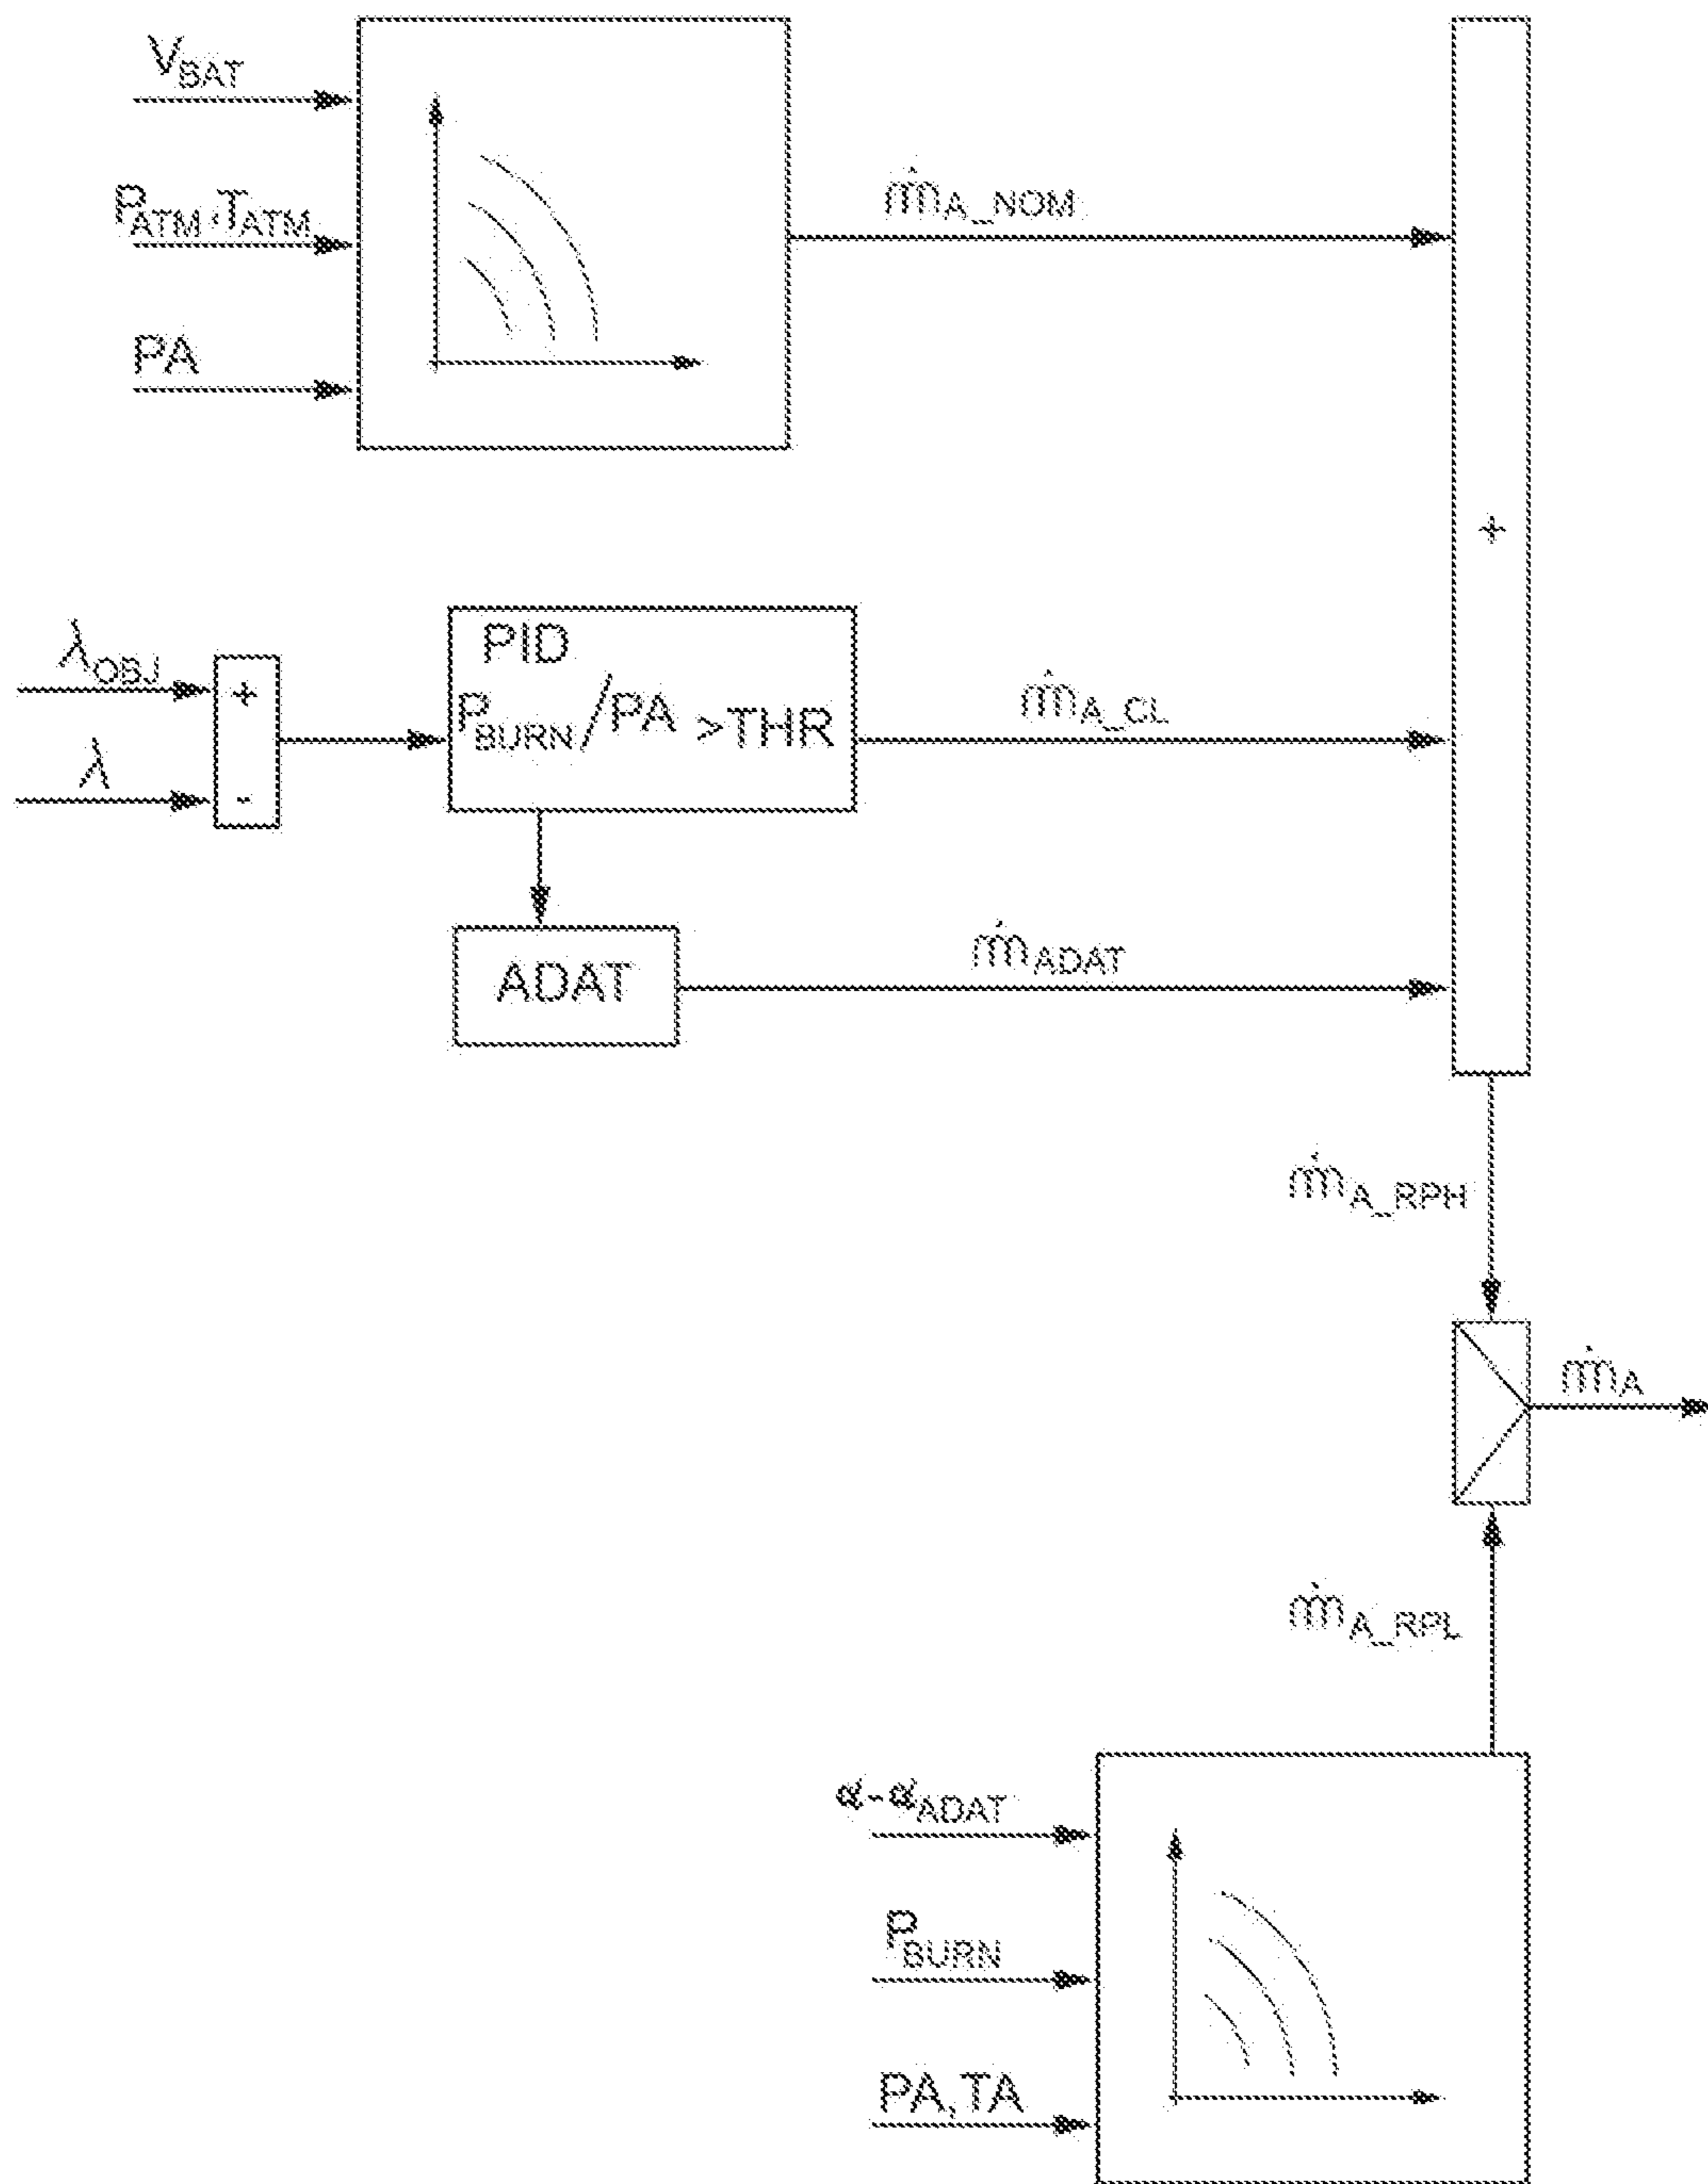 V_BAT
P_ATM,T_ATM
PA
ṁ_A_NOM
+
λ_OBJ
λ
+
-
PID
P_BURN/PA >THR
ṁ_A_CL
ADAT
ṁ_ADAT
ṁ_A_RPH
ṁ_A
ṁ_A_RPL
α-α_ADAT
P_BURN
PA,TA